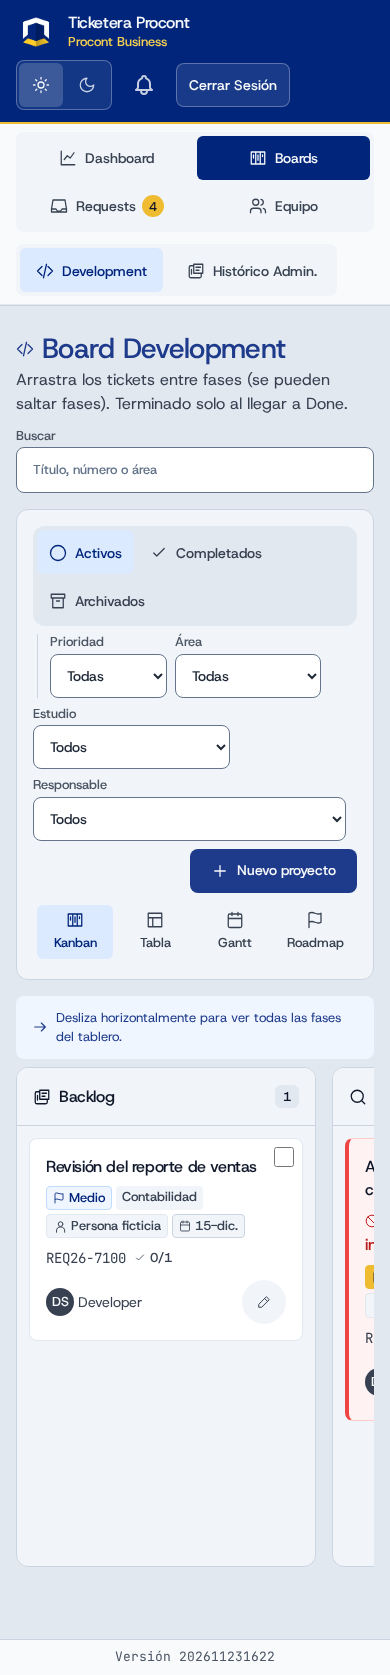 Ticketera Procont
Procont Business
Cerrar Sesión
Dashboard
Boards
Requests 4
Equipo
Development
Histórico Admin.
Board Development
Arrastra los tickets entre fases (se pueden
saltar fases). Terminado solo al llegar a Done.
Buscar
Título, número o área
Activos
Completados
Archivados
Prioridad
Área
Todas
Todas
Estudio
Todos
Responsable
Todos
Nuevo proyecto
Kanban
Tabla
Gantt
Roadmap
Desliza horizontalmente para ver todas las fases
del tablero.
Backlog
1
Revisión del reporte de ventas
Medio
Contabilidad
Persona ficticia
15-dic.
REQ26-7100
0/1
DS Developer
Versión 202611231622